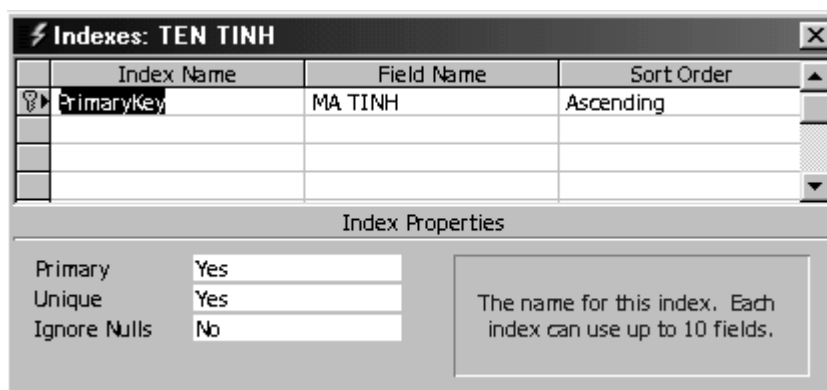 Indexes: TEN TINH
Index Name Field Name Sort Order
PrimaryKey MA TINH Ascending
Index Properties
Primary Yes
Unique Yes
Ignore Nulls No
The name for this index. Each
index can use up to 10 fields.